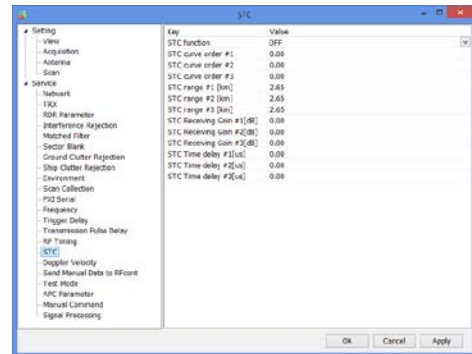 STC
Setting
View
Acquisition
Antenna
Scan
Service
Network
TRX
RDR Parameter
Interference Rejection
Matched Filter
Sector Blank
Ground Clutter Rejection
Ship Clutter Rejection
Environment
Scan Collection
PXI Serial
Frequency
Trigger Delay
Transmission Pulse Delay
RF Timing
STC
Doppler Velocity
Send Manual Data to RFcont
Test Mode
APC Parameter
Manual Command
Signal Processing
Key Value
STC function OFF
STC curve order #1 0.00
STC curve order #2 0.00
STC curve order #3 0.00
STC range #1 [km] 2.65
STC range #2 [km] 2.65
STC range #3 [km] 2.65
STC Receving Gain #1[dB] 0.00
STC Receving Gain #2[dB] 0.00
STC Receving Gain #3[dB] 0.00
STC Time delay #1[us] 0.00
STC Time delay #2[us] 0.00
STC Time delay #3[us] 0.00
OK Cancel Apply